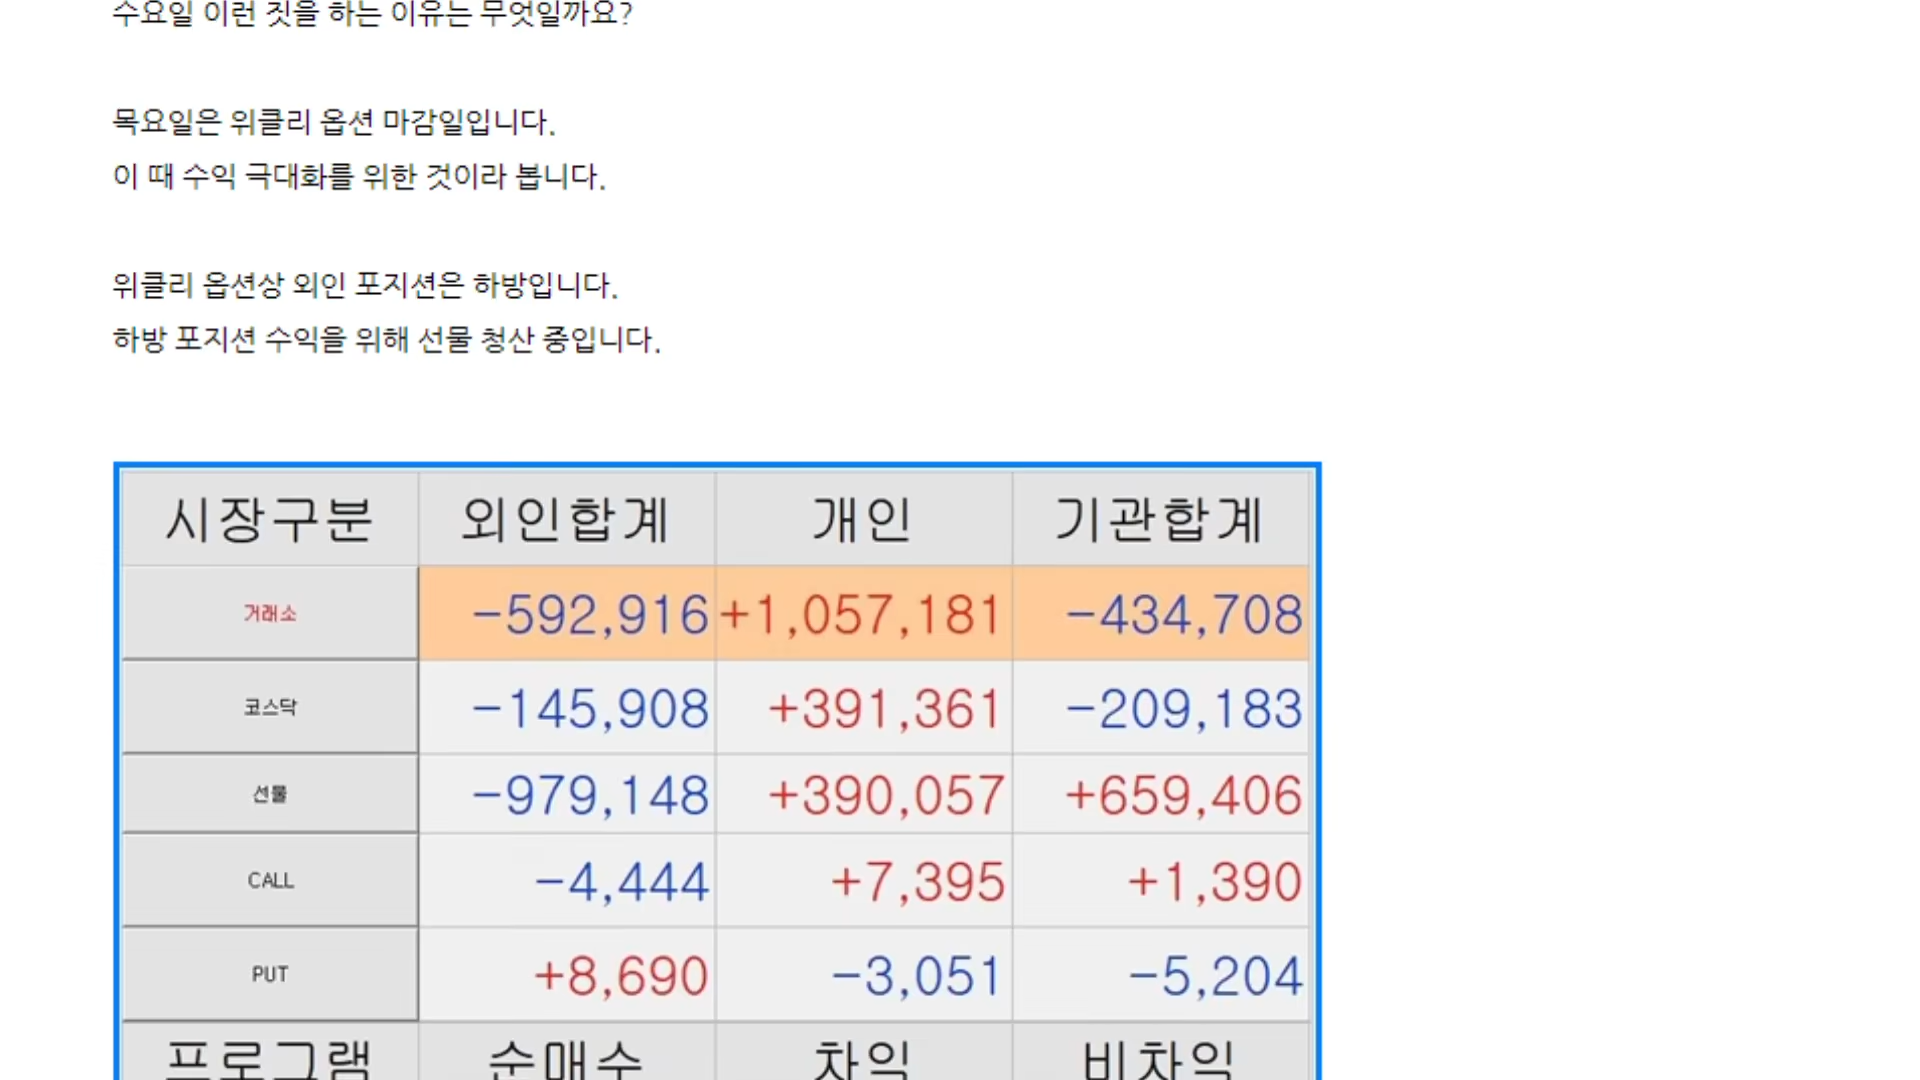 수요일 이런 짓을 하는 이유는 무엇일까요?
목요일은 위클리 옵션 마감일입니다.
이 때 수익 극대화를 위한 것이라 봅니다.
위클리 옵션상 외인 포지션은 하방입니다.
하방 포지션 수익을 위해 선물 청산 중입니다.
시장구분 외인합계 개인 기관합계
거래소 -592,916 +1,057,181 -434,708
코스닥 -145,908 +391,361 -209,183
선물 -979,148 +390,057 +659,406
CALL -4,444 +7,395 +1,390
PUT +8,690 -3,051 -5,204
프로그램 순매수 차익 비차익